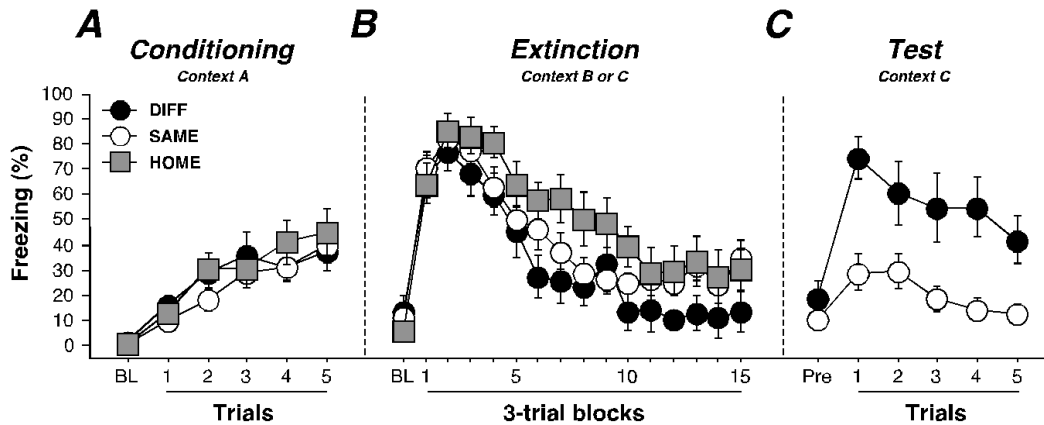 A
Conditioning
Context A
B
Extinction
Context B or C
C
Test
Context C
Freezing (%)
100
90
80
70
60
50
40
30
20
10
0
DIFF
SAME
HOME
BL 1 2 3 4 5
Trials
BL 1 5 10 15
3-trial blocks
Pre 1 2 3 4 5
Trials